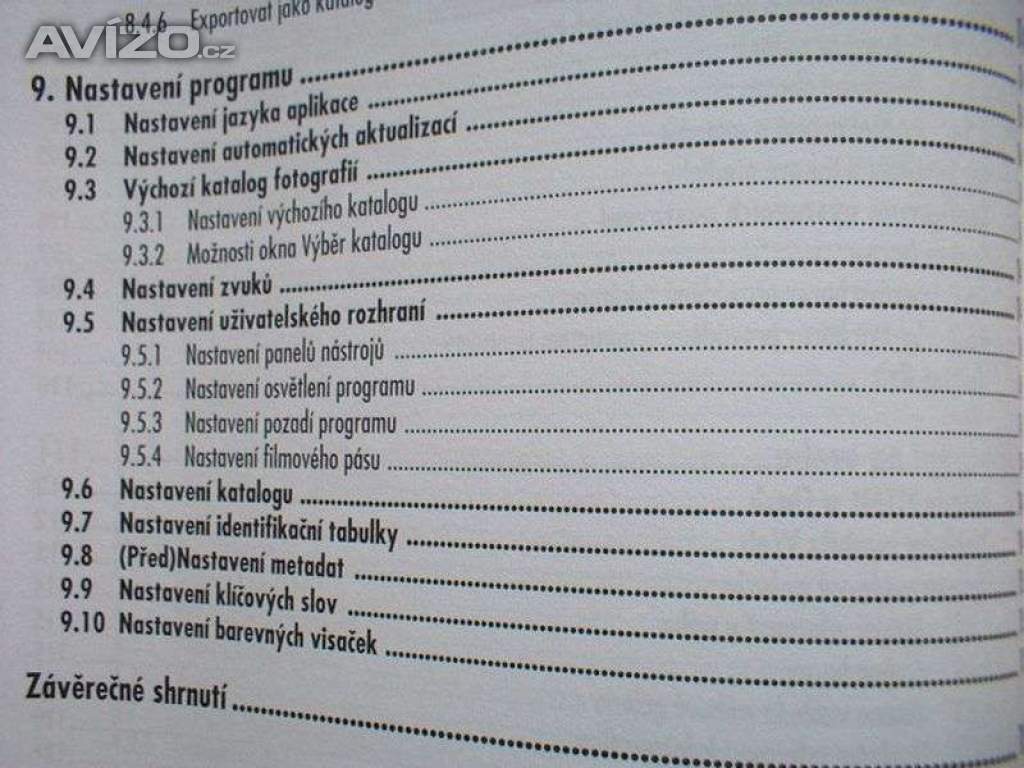 8.4.6 Exportovat jako katalog
AVÍZO.cz
9. Nastavení programu
9.1 Nastavení jazyka aplikace
9.2 Nastavení automatických aktualizací
9.3 Výchozí katalog fotografií
9.3.1 Nastavení výchozího katalogu
9.3.2 Možnosti okna Výběr katalogu
9.4 Nastavení zvuků
9.5 Nastavení uživatelského rozhraní
9.5.1 Nastavení panelů nástrojů
9.5.2 Nastavení osvětlení programu
9.5.3 Nastavení pozadí programu
9.5.4 Nastavení filmového pásu
9.6 Nastavení katalogu
9.7 Nastavení identifikační tabulky
9.8 (Před)Nastavení metadat
9.9 Nastavení klíčových slov
9.10 Nastavení barevných visaček
Závěrečné shrnutí